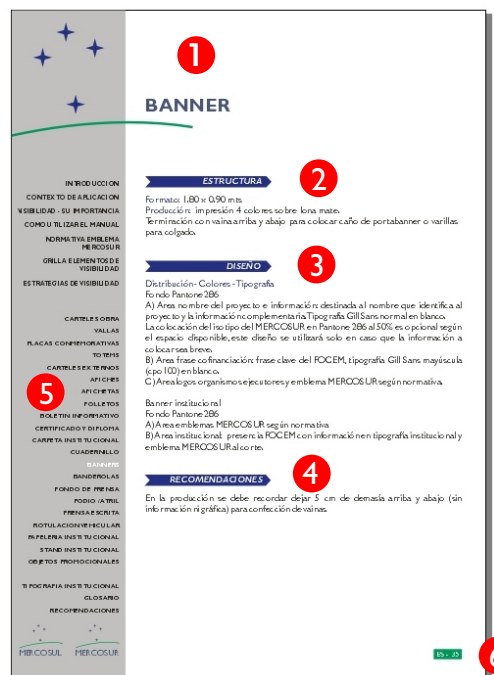 1
BANNER
INTRODUCCION
CONTEXTO DE APLICACION
VISIBILIDAD - SU IMPORTANCIA
COMO UTILIZAR EL MANUAL
NORMATIVA EMBLEMA
MERCOSUR
GRILLA ELEMENTOS DE
VISIBILIDAD
ESTRATEGIAS DE VISIBILIDAD
CARTELES OBRA
VALLAS
PLACAS CONMEMORATIVAS
TOTEMS
CARTELES EXTERNOS
AFICHES
5
AFICHETAS
FOLLETOS
BOLETIN INFORMATIVO
CERTIFICADO Y DIPLOMA
CARPETA INSTITUCIONAL
CUADERNILLO
BANNERS
BANDEROLAS
FONDO DE PRENSA
PODIO /ATRIL
PRENSA ESCRITA
ROTULACION VEHICULAR
PAPELERIA INSTITUCIONAL
STAND INSTITUCIONAL
OBJETOS PROMOCIONALES
TIPOGRAFIA INSTITUCIONAL
GLOSARIO
RECOMENDACIONES
MERCOSUL MERCOSUR
ESTRUCTURA
2
Formato: 1.80 x 0.90 mts
Producción: impresión 4 colores sobre lona mate.
Terminación con vaina arriba y abajo para colocar caño de portabanner o varillas
para colgado.
DISEÑO
3
Distribución - Colores - Tipografia
Fondo Pantone 286
A) Area nombre del proyecto e información: destinada al nombre que identifica al
proyecto y la información complementaria. Tipografía Gill Sans normal en blanco.
La colocación del isotipo del MERCOSUR en Pantone 286 al 50% es opcional según
el espacio disponible, este diseño se utilizará solo en caso que la información a
colocar sea breve.
B) Area frase cofinanciación: frase clave del FOCEM, tipografía Gill Sans mayúscula
(cpo 100) en blanco.
C) Area logos organismos ejecutores y emblema MERCOSUR según normativa.
Banner institucional
Fondo Pantone 286
A) Area emblemas MERCOSUR según normativa
B) Area institucional: presencia FOCEM con información en tipografía institucional y
emblema MERCOSUR al corte.
RECOMENDACIONES
4
En la producción se debe recordar dejar 5 cm de demasía arriba y abajo (sin
información ni gráfica) para confección de vainas.
ES - 35